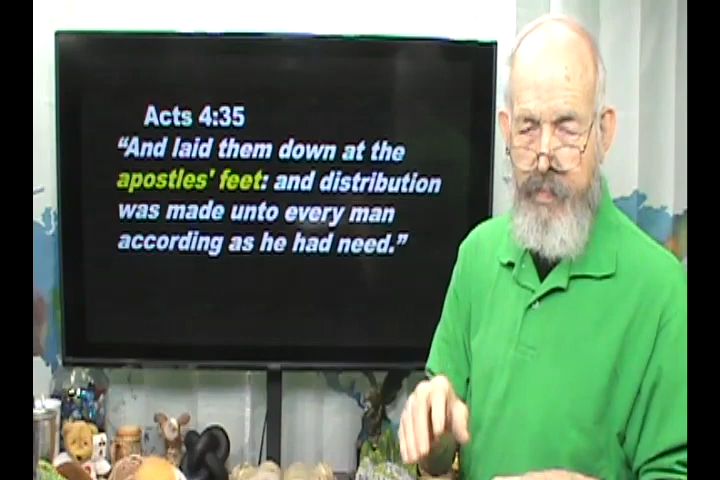 Acts 4:35
“And laid them down at the
apostles' feet: and distribution
was made unto every man
according as he had need.”